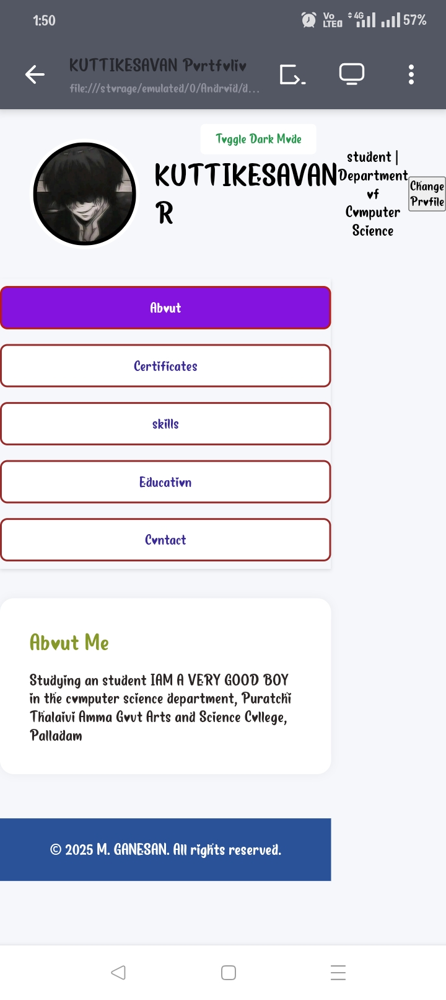 1:50
Vo LTE 4G 57%
KUTTIKESAVAN Portfolio
file:///storage/emulated/0/Android/d...
Toggle Dark Mode
KUTTIKESAVAN
R
student |
Department
of
Computer
Science
Change
Profile
About
Certificates
skills
Education
Contact
About Me
Studying an student IAM A VERY GOOD BOY
in the computer science department, Puratchi
Thalaivi Amma Govt Arts and Science College,
Palladam
© 2025 M. GANESAN. All rights reserved.